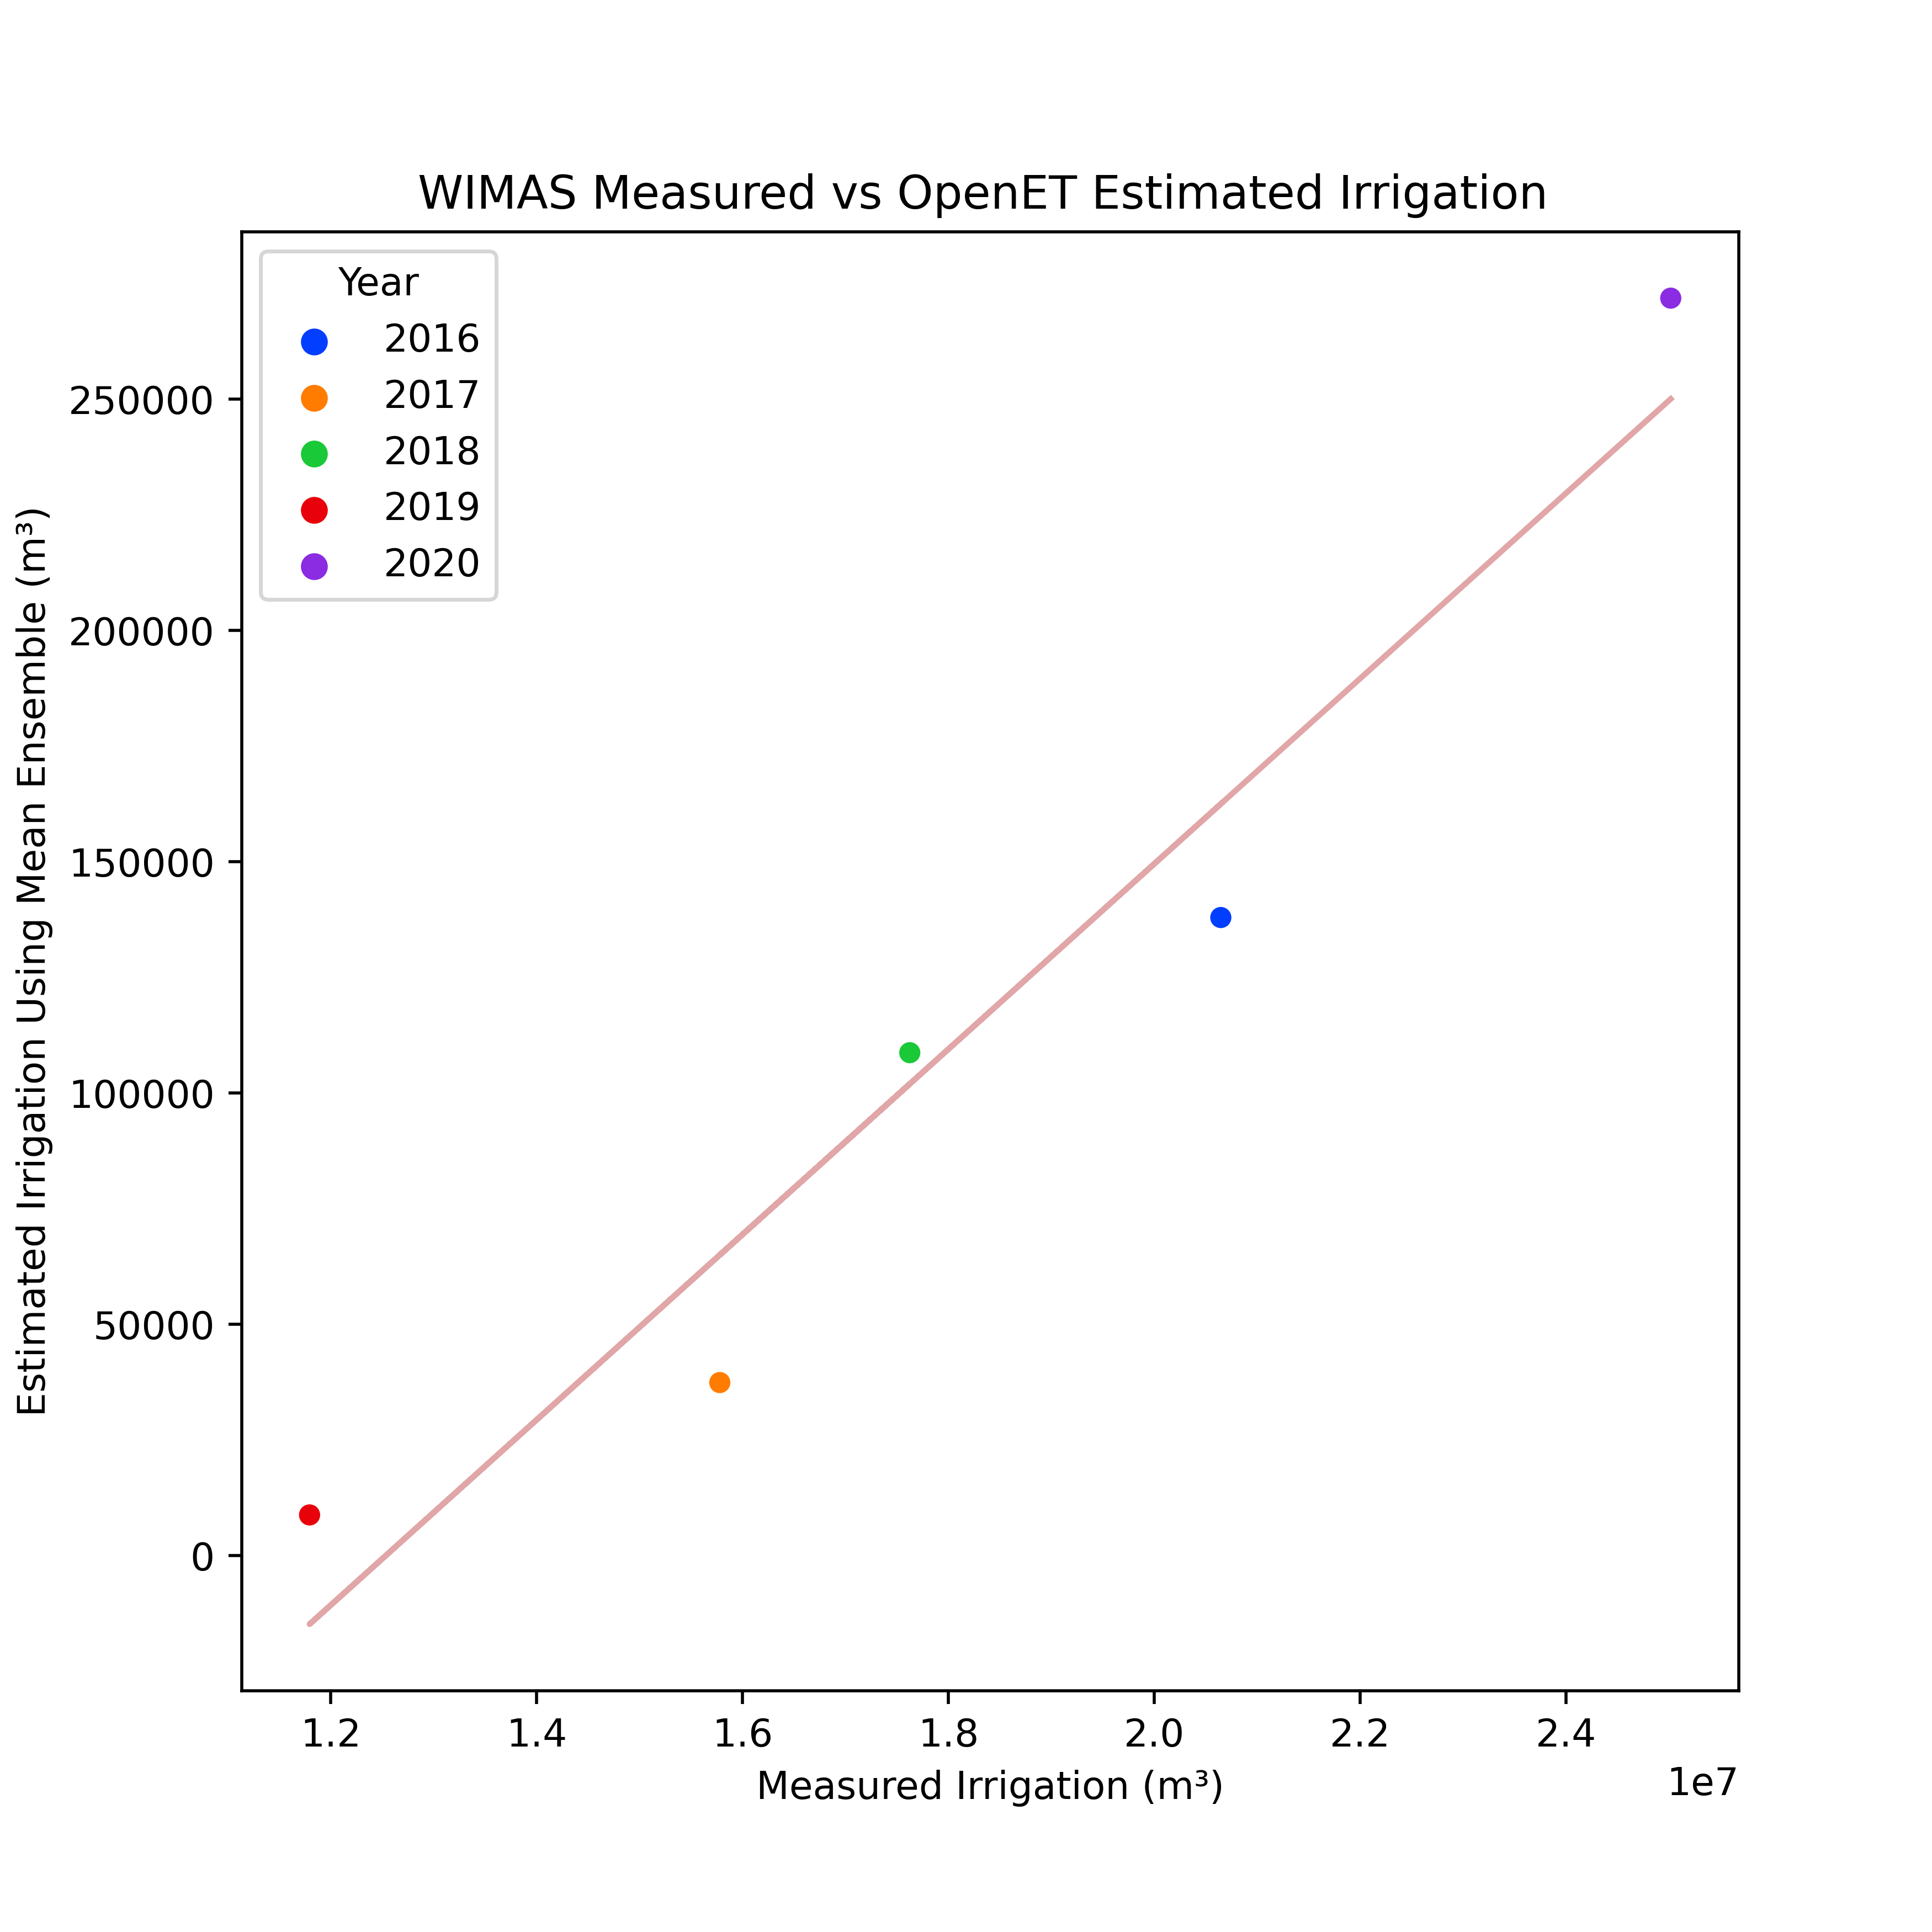 WIMAS Measured vs OpenET Estimated Irrigation
Year
2016
2017
2018
2019
2020
Estimated Irrigation Using Mean Ensemble (m³)
250000
200000
150000
100000
50000
0
1.2 1.4 1.6 1.8 2.0 2.2 2.4
1e7
Measured Irrigation (m³)